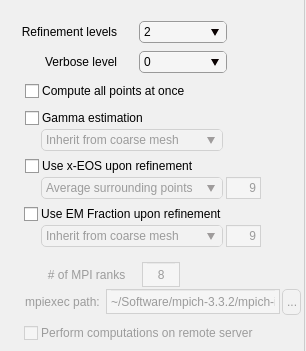 Refinement levels 2
Verbose level 0
Compute all points at once
Gamma estimation
Inherit from coarse mesh
Use x-EOS upon refinement
Average surrounding points 9
Use EM Fraction upon refinement
Inherit from coarse mesh 9
# of MPI ranks 8
mpiexec path: ~/Software/mpich-3.3.2/mpich- ...
Perform computations on remote server